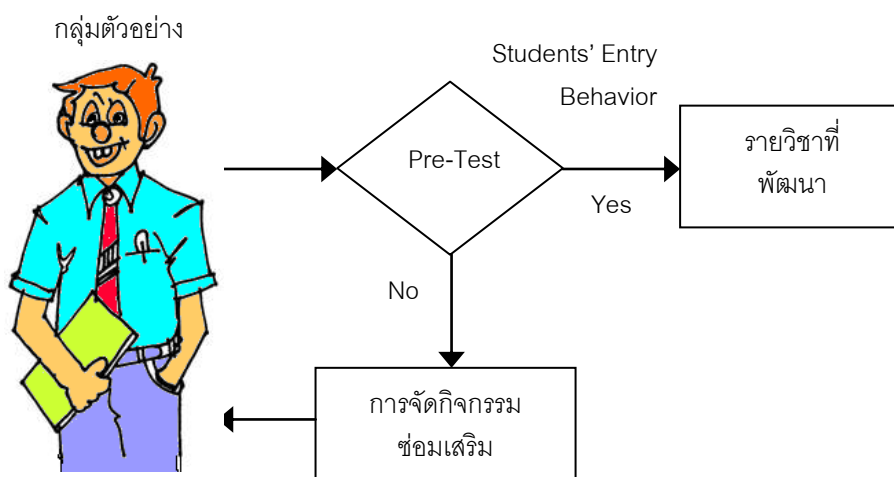 กลุ่มตัวอย่าง
Students’ Entry
Behavior
Pre-Test
รายวิชาที่
พัฒนา
Yes
No
การจัดกิจกรรม
ซ่อมเสริม